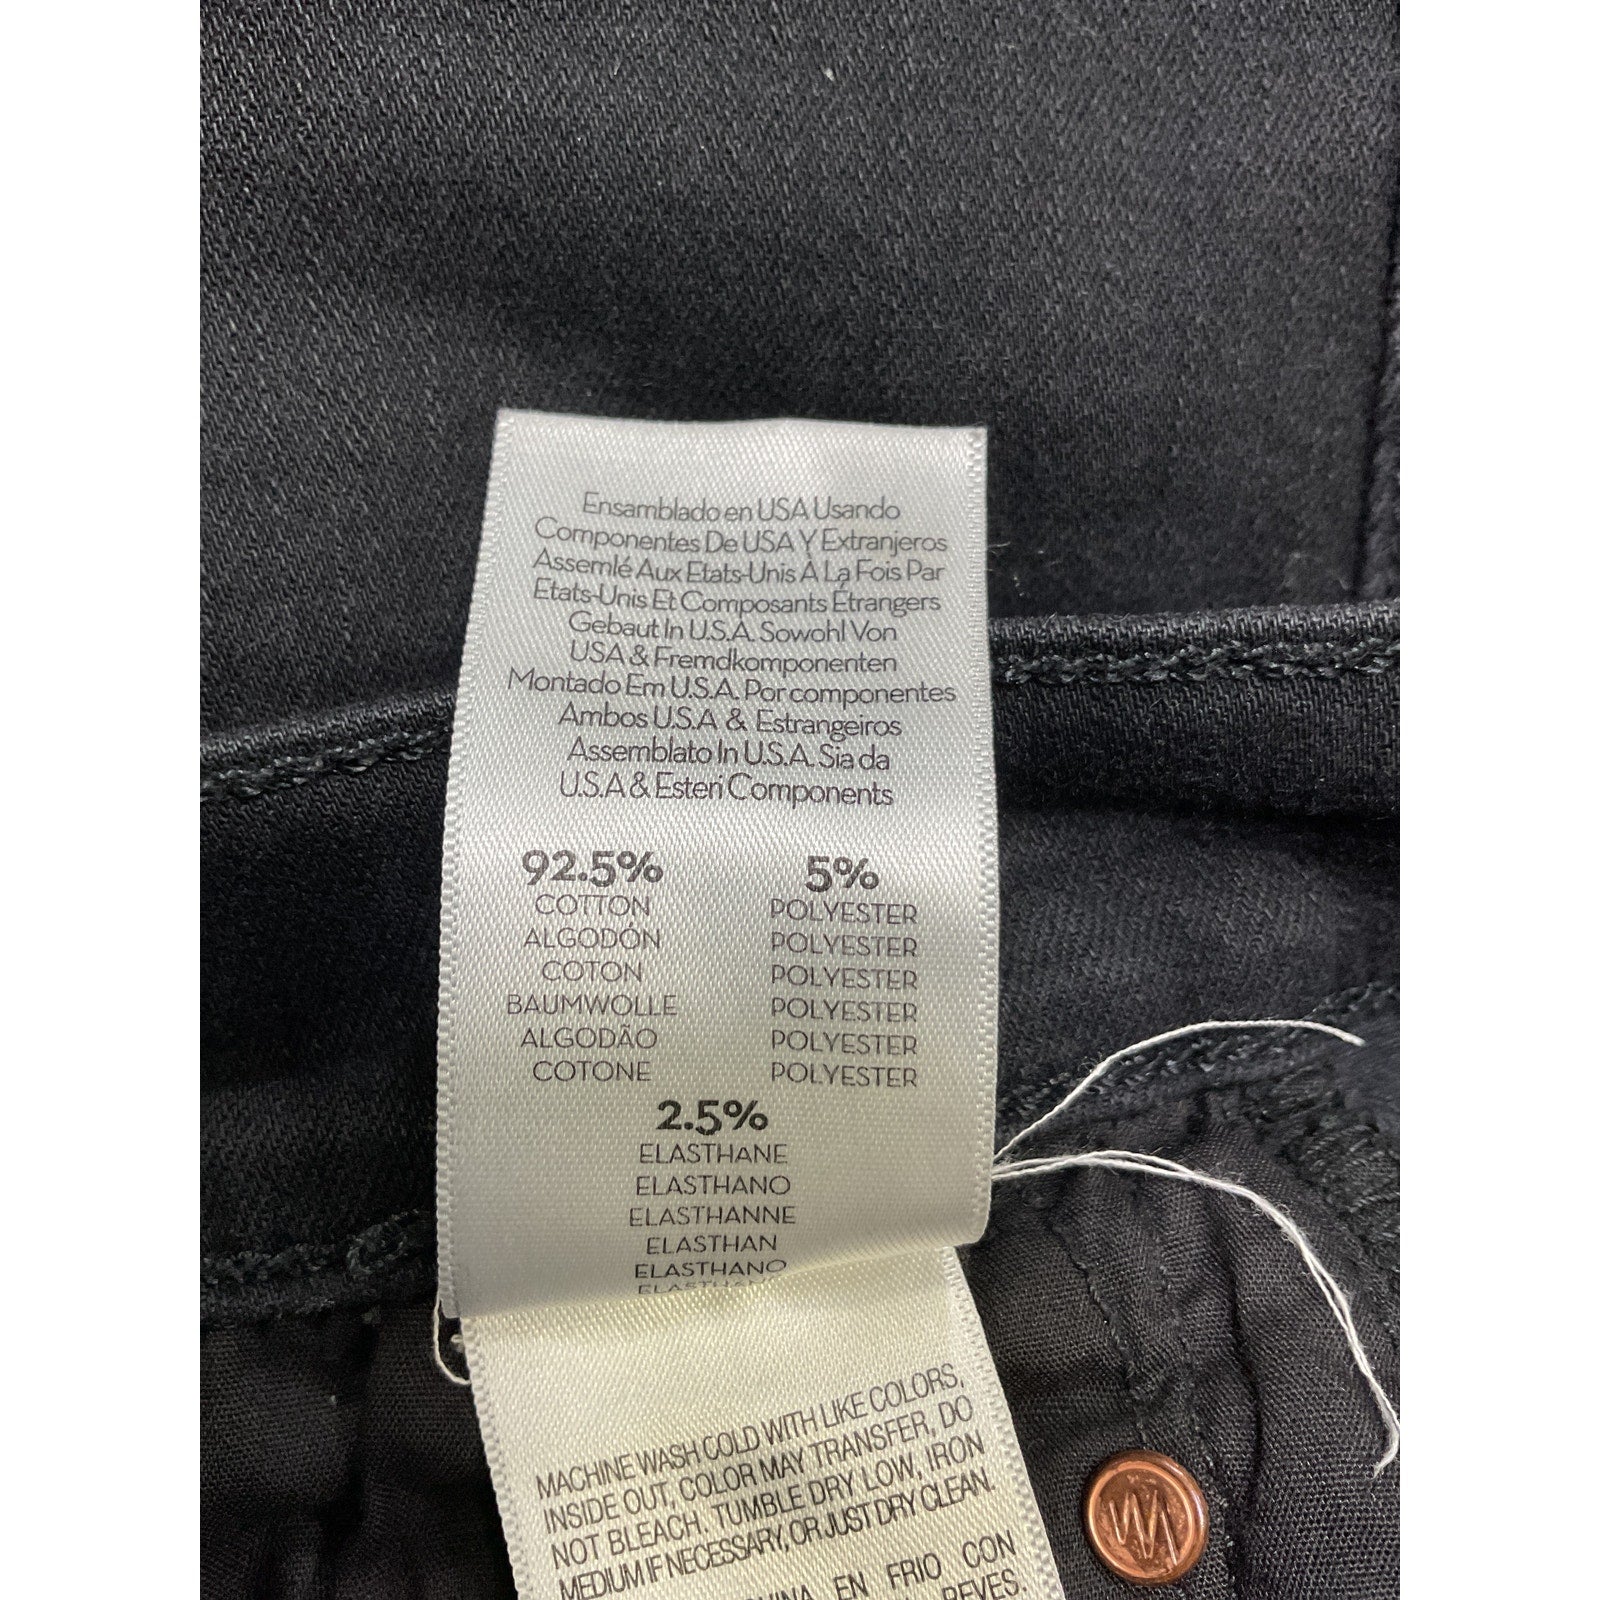 Ensamblado en USA Usando
Componentes De USA Y Extranjeros
Assemlé Aux Etats-Unis À La Fois Par
Etats-Unis Et Composants Étrangers
Gebaut In U.S.A. Sowohl Von
USA & Fremdkomponenten
Montado Em U.S.A. Por componentes
Ambos U.S.A & Estrangeiros
Assemblato In U.S.A. Sia da
U.S.A & Esteri Components
92.5%
COTTON
ALGODÓN
COTON
BAUMWOLLE
ALGODÃO
COTONE
5%
POLYESTER
POLYESTER
POLYESTER
POLYESTER
POLYESTER
POLYESTER
2.5%
ELASTHANE
ELASTHANO
ELASTHANNE
ELASTHAN
ELASTHANO
MACHINE WASH COLD WITH LIKE COLORS,
INSIDE OUT, COLOR MAY TRANSFER, DO
NOT BLEACH. TUMBLE DRY LOW, IRON
MEDIUM IF NECESSARY, OR JUST DRY CLEAN.
EN FRIO CON